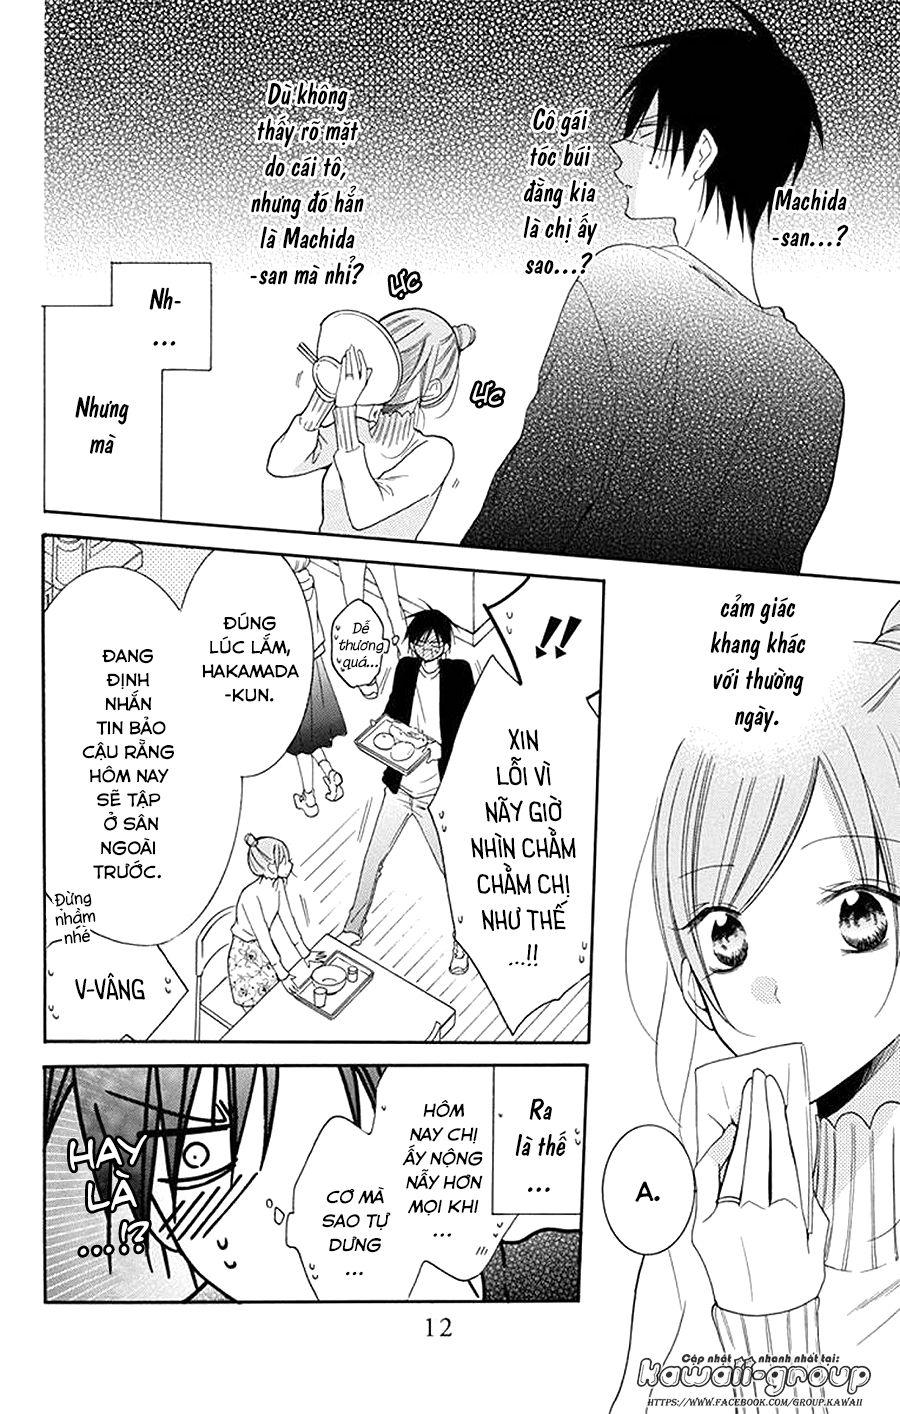 Machida
-san...?
Cô gái
tóc búi
đằng kia
là chị ấy
sao...?
Dù không
thấy rõ mặt
do cái tô,
nhưng đó hẳn
là Machida
-san mà nhỉ?
ực
ực
Nh-
...
Nhưng
mà
cảm giác
khang khác
với thường
ngày.
A.
!!
XIN
LỖI VÌ
NÃY GIỜ
NHÌN CHẰM
CHẰM CHỊ
NHƯ THẾ
...!!
Dễ
thương
quá...
ĐÚNG
LÚC LẮM,
HAKAMADA
-KUN.
ĐANG
ĐỊNH
NHẮN
TIN BẢO
CẬU RẰNG
HÔM NAY
SẼ TẬP
Ở SÂN
NGOÀI
TRƯỚC.
Đừng
nhầm
nhé
V-VÂNG
Ra
là thế
...
HÔM
NAY CHỊ
ẤY NỘNG
NẪY HƠN
MỌI KHI
...
CƠ MÀ
SAO TỰ
DƯNG
...
HAY
LÀ
......!?
12
Cập nhật nhanh nhất tại:
kawaii-group
HTTPS://WWW.FACEBOOK.COM/GROUP.KAWAII